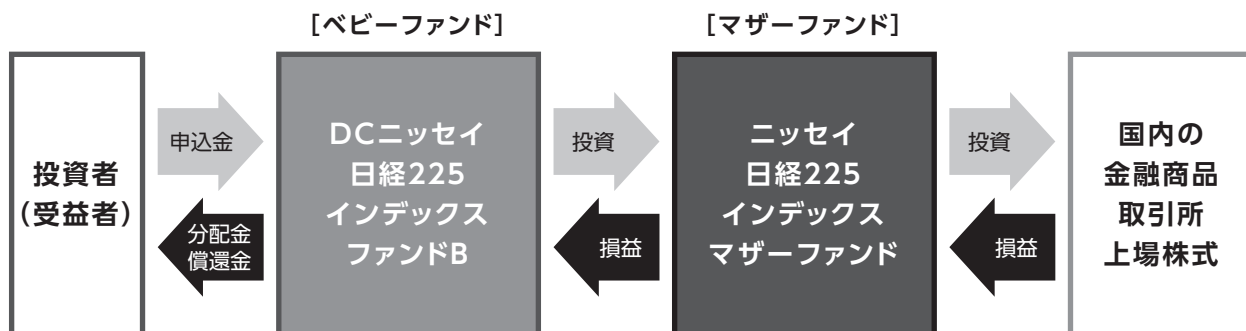 [ベビーファンド]
[マザーファンド]
投資者
(受益者)
申込金
分配金
償還金
DCニッセイ
日経225
インデックス
ファンドB
投資
損益
ニッセイ
日経225
インデックス
マザーファンド
投資
損益
国内の
金融商品
取引所
上場株式